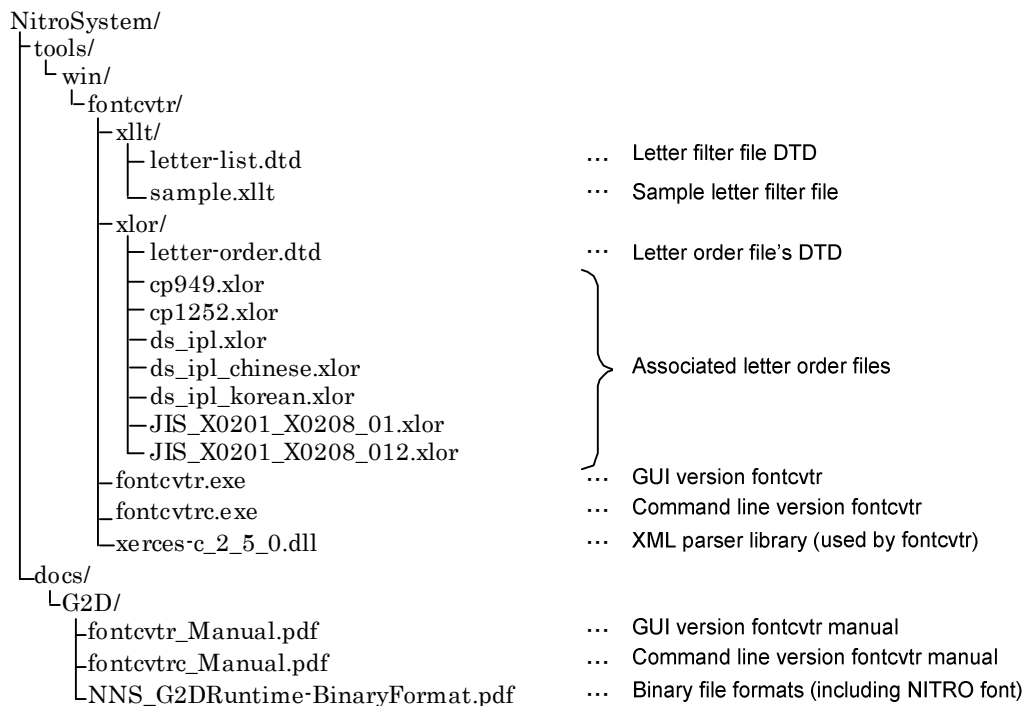 NitroSystem/
tools/
win/
fontcvtr/
xllt/
letter-list.dtd ... Letter filter file DTD
sample.xllt ... Sample letter filter file
xlor/
letter-order.dtd ... Letter order file's DTD
cp949.xlor
cp1252.xlor
ds_ipl.xlor
ds_ipl_chinese.xlor Associated letter order files
ds_ipl_korean.xlor
JIS_X0201_X0208_01.xlor
JIS_X0201_X0208_012.xlor
fontcvtr.exe ... GUI version fontcvtr
fontcvtrc.exe ... Command line version fontcvtr
xerces-c_2_5_0.dll ... XML parser library (used by fontcvtr)
docs/
G2D/
fontcvtr_Manual.pdf ... GUI version fontcvtr manual
fontcvtrc_Manual.pdf ... Command line version fontcvtr manual
NNS_G2DRuntime-BinaryFormat.pdf ... Binary file formats (including NITRO font)